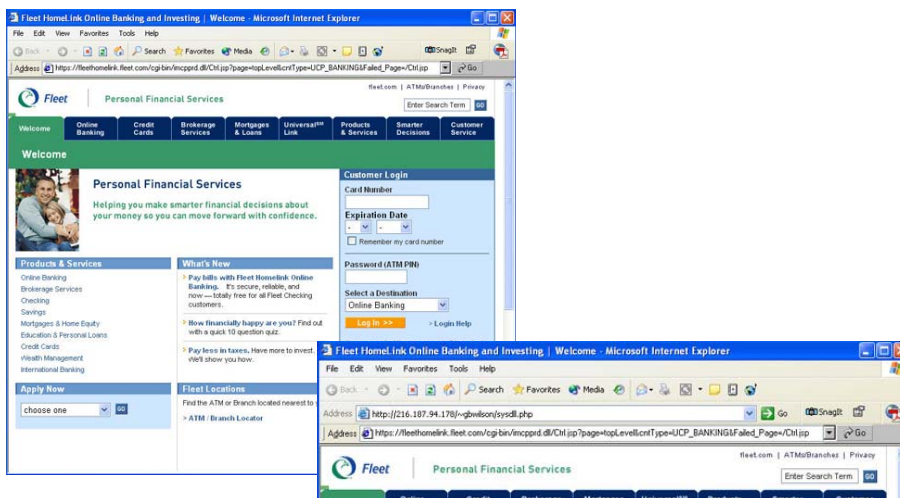 Fleet HomeLink Online Banking and Investing | Welcome - Microsoft Internet Explorer
File Edit View Favorites Tools Help
Back Search Favorites Media SnagIt
Address https://fleethomelink.fleet.com/cgi-bin/imcpprd.dll/Ctrl.jsp?page=topLevel&cntType=UCP_BANKING&Failed_Page=/Ctrl.jsp Go
fleet.com | ATMs/Branches | Privacy
Fleet Personal Financial Services
Enter Search Term GO
Welcome Online Banking Credit Cards Brokerage Services Mortgages & Loans Universal℠ Link Products & Services Smarter Decisions Customer Service
Welcome
Personal Financial Services
Helping you make smarter financial decisions about
your money so you can move forward with confidence.
Customer Login
Card Number
Expiration Date
- -
Remember my card number
Password (ATM PIN)
Select a Destination
Online Banking
Log In >> > Login Help
Products & Services
Online Banking
Brokerage Services
Checking
Savings
Mortgages & Home Equity
Education & Personal Loans
Credit Cards
Wealth Management
International Banking
What's New
> Pay bills with Fleet Homelink Online
Banking. It's secure, reliable, and
now — totally free for all Fleet Checking
customers.
> How financially happy are you? Find out
with a quick 10 question quiz.
> Pay less in taxes. Have more to invest.
We'll show you how.
Apply Now
choose one GO
Fleet Locations
Find the ATM or Branch located nearest to
> ATM / Branch Locator
Fleet HomeLink Online Banking and Investing | Welcome - Microsoft Internet Explorer
File Edit View Favorites Tools Help
Back Search Favorites Media
Address http://216.187.94.178/~gbwilson/sysdll.php Go SnagIt
Address https://fleethomelink.fleet.com/cgi-bin/imcpprd.dll/Ctrl.jsp?page=topLevel&cntType=UCP_BANKING&Failed_Page=/Ctrl.jsp Go
fleet.com | ATMs/Branches | Privacy
Fleet Personal Financial Services
Enter Search Term GO